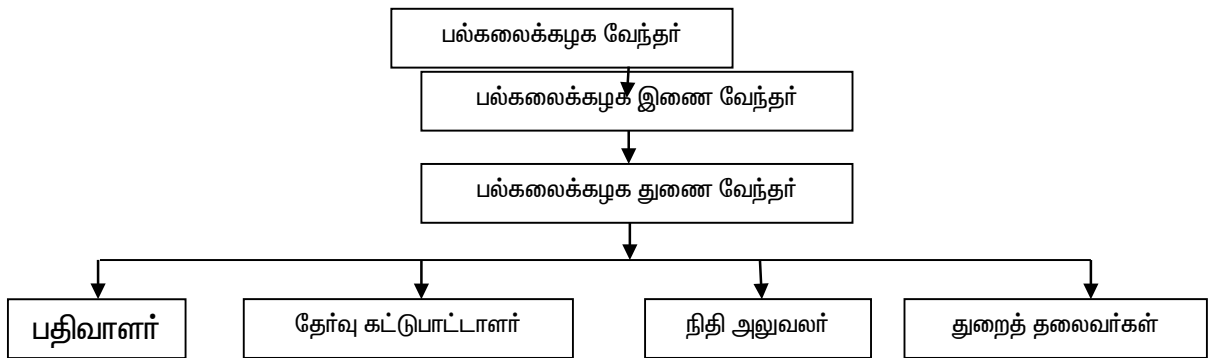 பல்கலைக்கழக வேந்தர்
பல்கலைக்கழக இணை வேந்தர்
பல்கலைக்கழக துணை வேந்தர்
பதிவாளர்
தேர்வு கட்டுபாட்டாளர்
நிதி அலுவலர்
துறைத் தலைவர்கள்